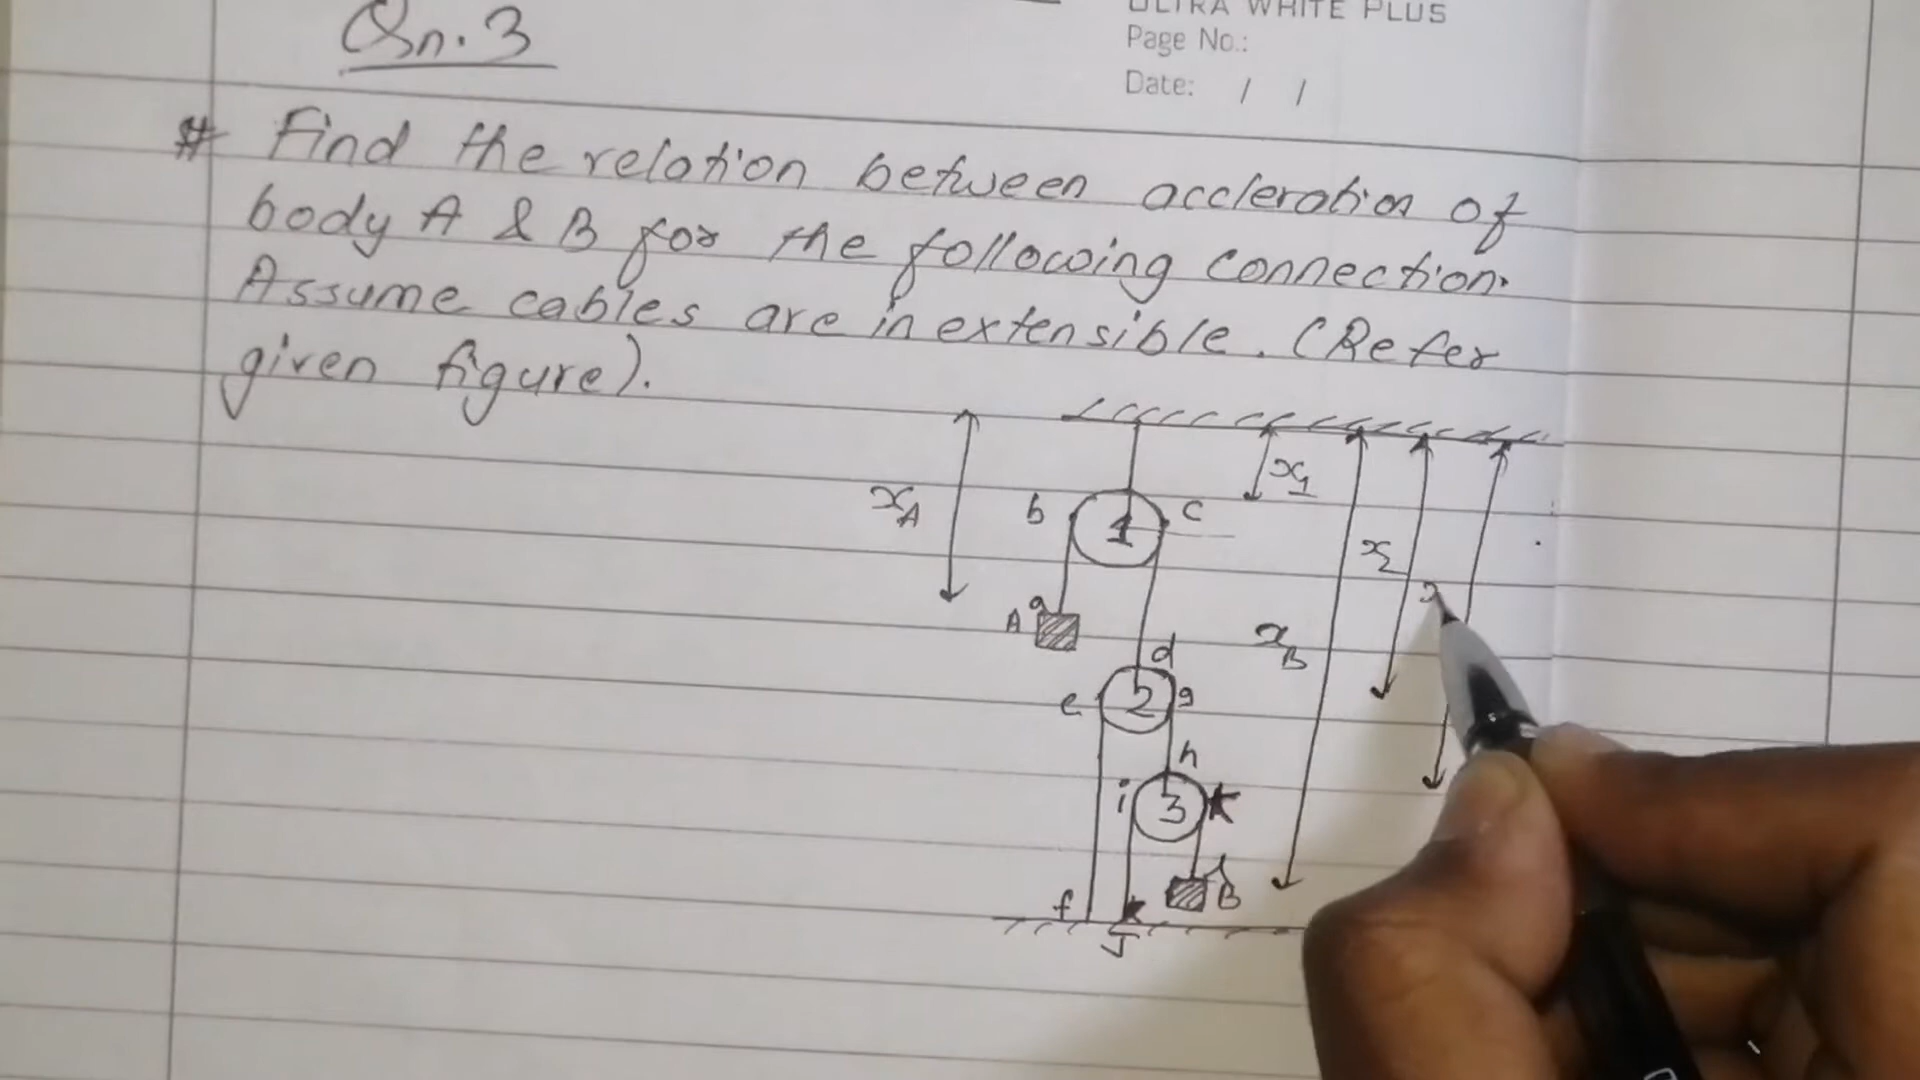 Qn. 3
ULTRA WHITE PLUS
Page No.:
Date: / /
# Find the relation between accleration of
body A & B for the following connection.
Assume cables are inextensible. (Refer
given figure).
x1
xA
b
1
c
x2
a
A
xB
d
e
2
g
h
i
3
k
f
B
J